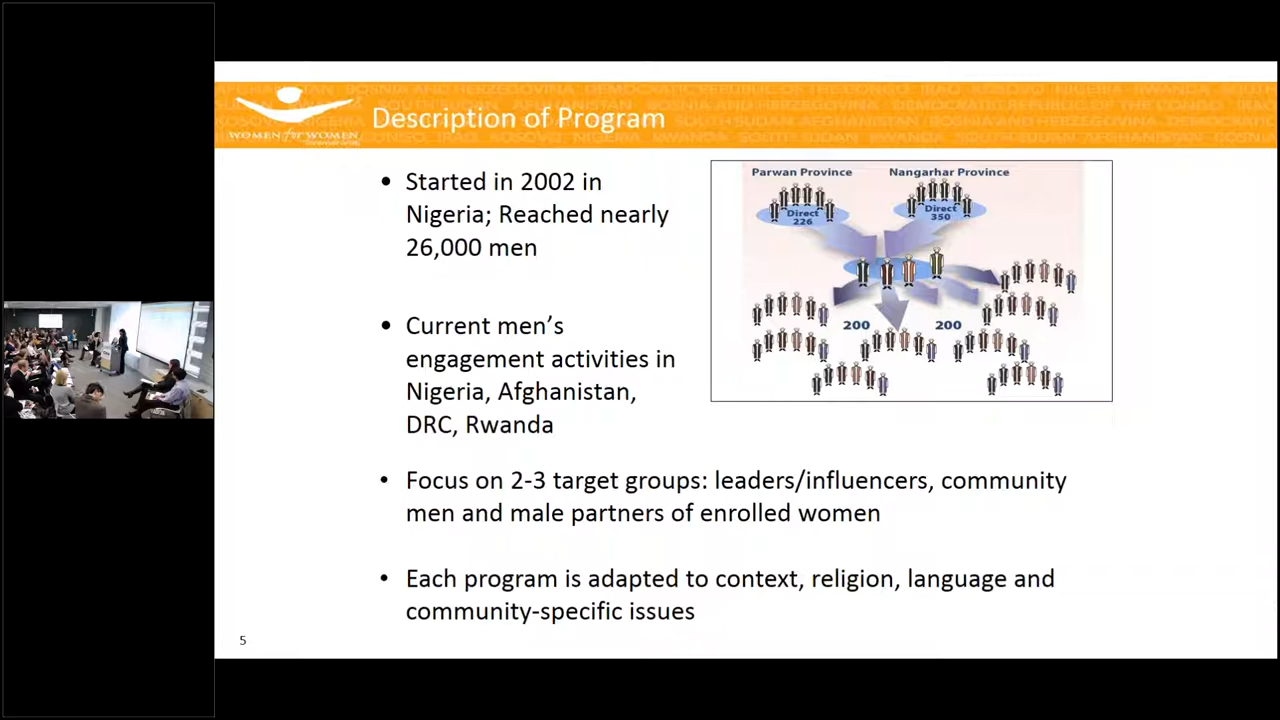 WOMEN for WOMEN
Description of Program
• Started in 2002 in
Nigeria; Reached nearly
26,000 men
• Current men's
engagement activities in
Nigeria, Afghanistan,
DRC, Rwanda
Parwan Province
Nangarhar Province
Direct
226
Direct
350
200
200
• Focus on 2-3 target groups: leaders/influencers, community
men and male partners of enrolled women
• Each program is adapted to context, religion, language and
community-specific issues
5